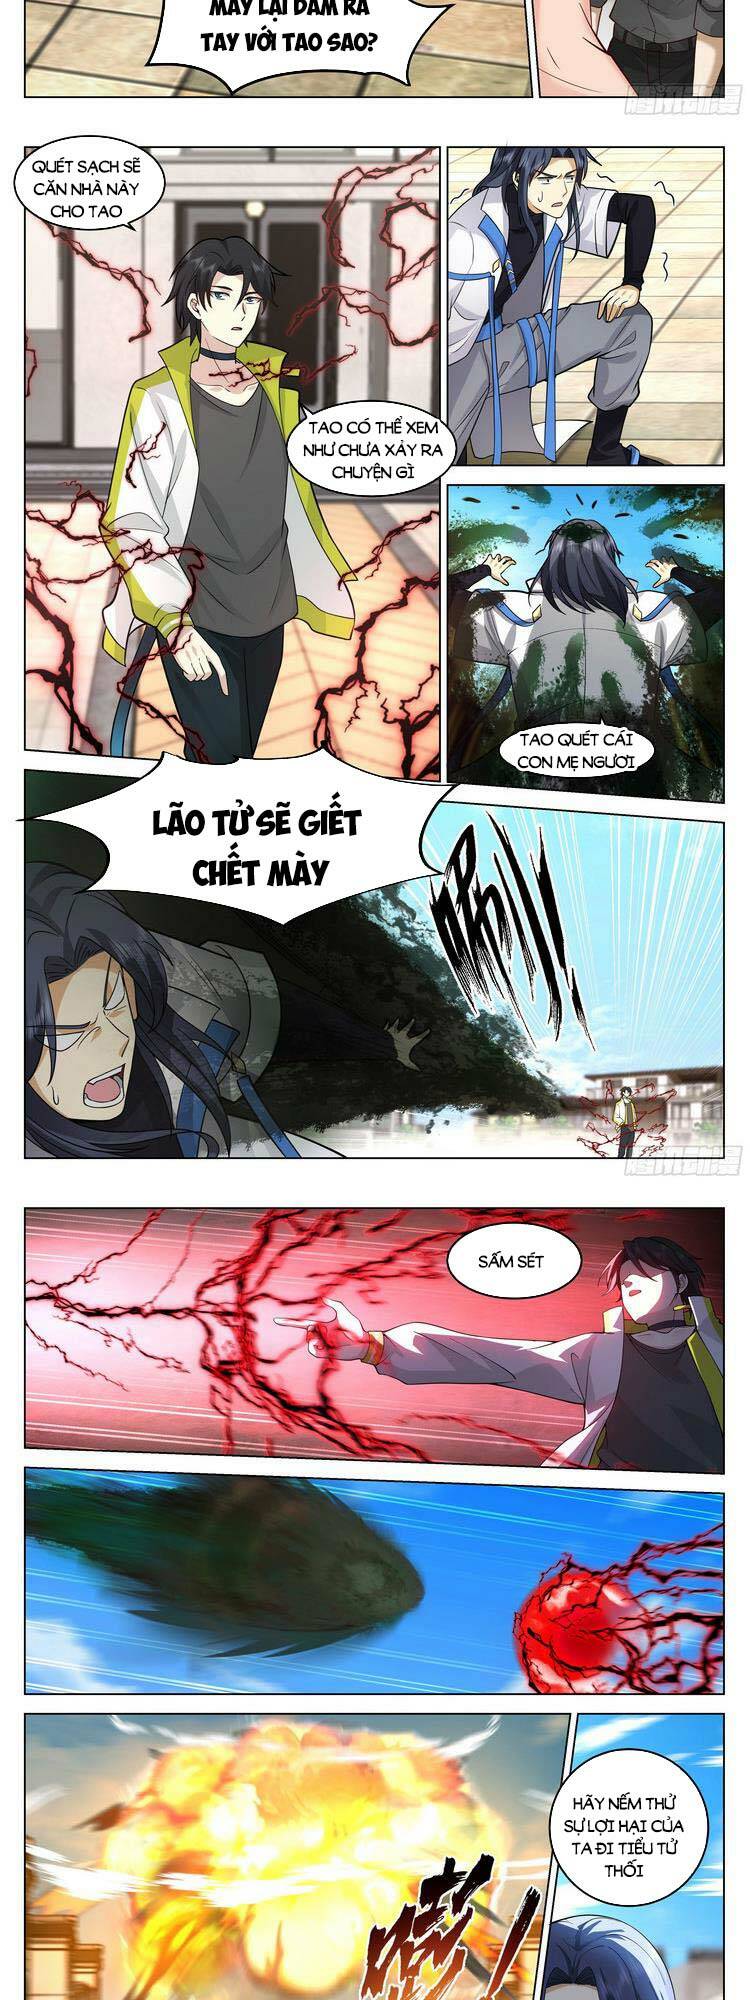 MÀY LẠI DÁM RA
TAY VỚI TAO SAO?
QUÉT SẠCH SẼ
CĂN NHÀ NÀY
CHO TAO
TAO CÓ THỂ XEM
NHƯ CHƯA XẢY RA
CHUYỆN GÌ
TAO QUÉT CÁI
CON MẸ NGƯƠI
LÃO TỬ SẼ GIẾT
CHẾT MÀY
SẤM SÉT
HÃY NẾM THỬ
SỰ LỢI HẠI CỦA
TA ĐI TIỂU TỬ
THỐI